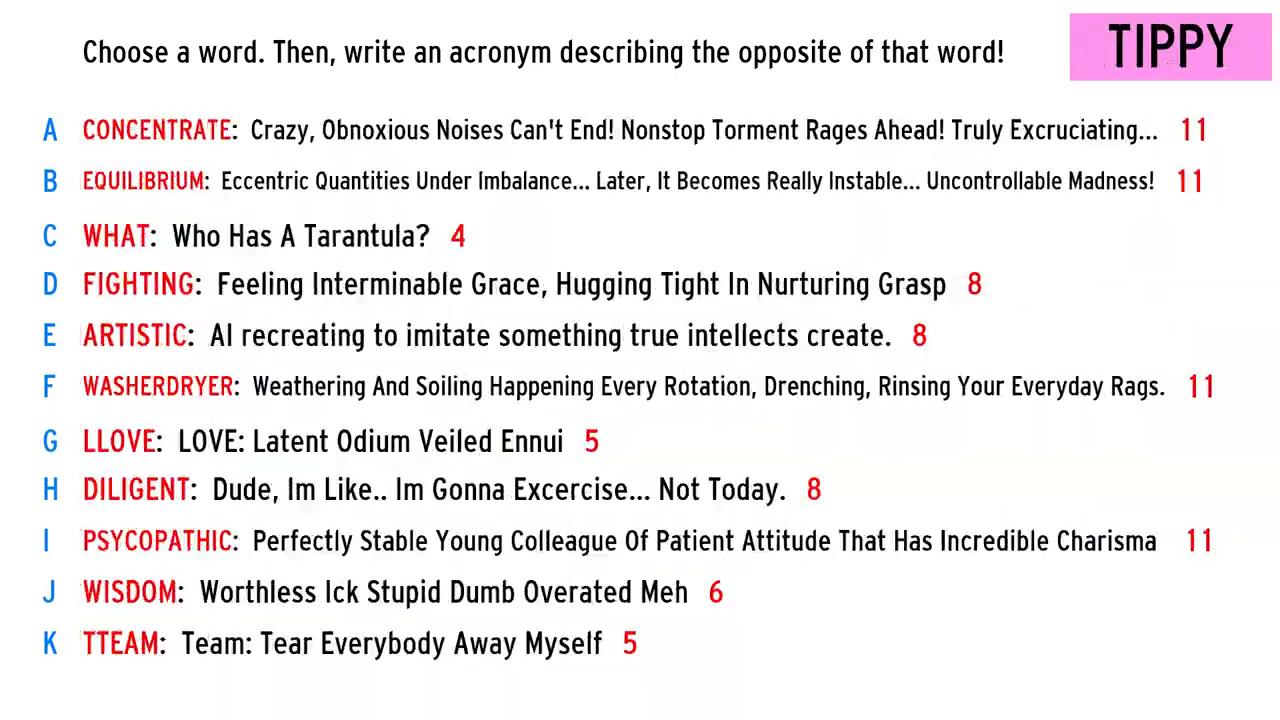 Choose a word. Then, write an acronym describing the opposite of that word!
TIPPY
A CONCENTRATE: Crazy, Obnoxious Noises Can't End! Nonstop Torment Rages Ahead! Truly Excruciating... 11
B EQUILIBRIUM: Eccentric Quantities Under Imbalance... Later, It Becomes Really Instable... Uncontrollable Madness! 11
C WHAT: Who Has A Tarantula? 4
D FIGHTING: Feeling Interminable Grace, Hugging Tight In Nurturing Grasp 8
E ARTISTIC: AI recreating to imitate something true intellects create. 8
F WASHERDRYER: Weathering And Soiling Happening Every Rotation, Drenching, Rinsing Your Everyday Rags. 11
G LLOVE: LOVE: Latent Odium Veiled Ennui 5
H DILIGENT: Dude, Im Like.. Im Gonna Excercise... Not Today. 8
I PSYCOPATHIC: Perfectly Stable Young Colleague Of Patient Attitude That Has Incredible Charisma 11
J WISDOM: Worthless Ick Stupid Dumb Overated Meh 6
K TTEAM: Team: Tear Everybody Away Myself 5